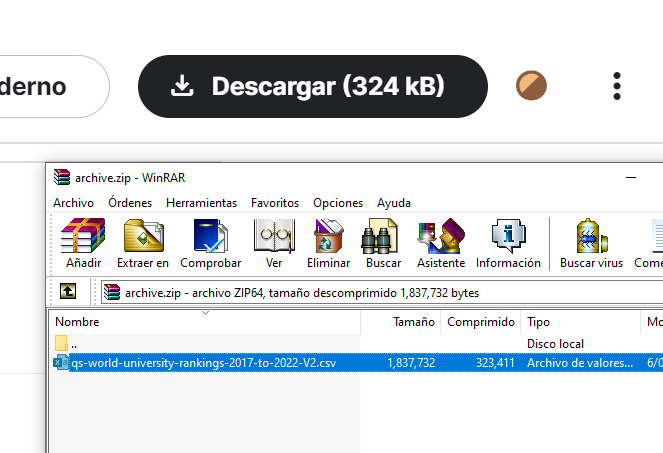 derno
Descargar (324 kB)
archive.zip - WinRAR
Archivo Órdenes Herramientas Favoritos Opciones Ayuda
Añadir Extraer en Comprobar Ver Eliminar Buscar Asistente Información Buscar virus Come
archive.zip - archivo ZIP64, tamaño descomprimido 1,837,732 bytes
Nombre Tamaño Comprimido Tipo Mo
.. Disco local
qs-world-university-rankings-2017-to-2022-V2.csv 1,837,732 323,411 Archivo de valores... 6/0